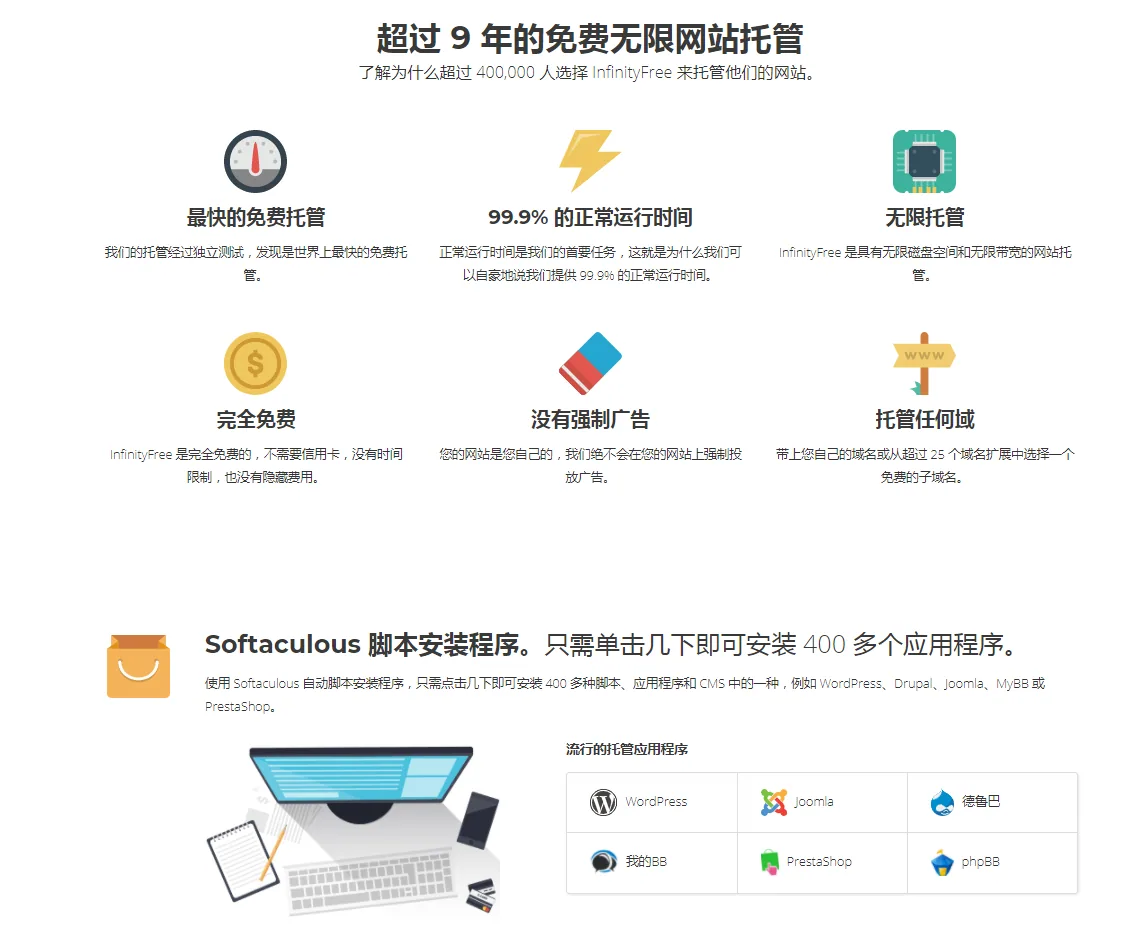 超过 9 年的免费无限网站托管
了解为什么超过 400,000 人选择 InfinityFree 来托管他们的网站。
最快的免费托管
我们的托管经过独立测试，发现是世界上最快的免费托
管。
99.9% 的正常运行时间
正常运行时间是我们的首要任务，这就是为什么我们可
以自豪地说我们提供 99.9% 的正常运行时间。
无限托管
InfinityFree 是具有无限磁盘空间和无限带宽的网站托
管。
完全免费
InfinityFree 是完全免费的，不需要信用卡，没有时间
限制，也没有隐藏费用。
没有强制广告
您的网站是您自己的，我们绝不会在您的网站上强制投
放广告。
WWW
托管任何域
带上您自己的域名或从超过 25 个域名扩展中选择一个
免费的子域名。
Softaculous 脚本安装程序。只需单击几下即可安装 400 多个应用程序。
使用 Softaculous 自动脚本安装程序，只需点击几下即可安装 400 多种脚本、应用程序和 CMS 中的一种，例如 WordPress、Drupal、Joomla、MyBB 或
PrestaShop。
流行的托管应用程序
WordPress
Joomla
德鲁巴
我的BB
PrestaShop
phpBB